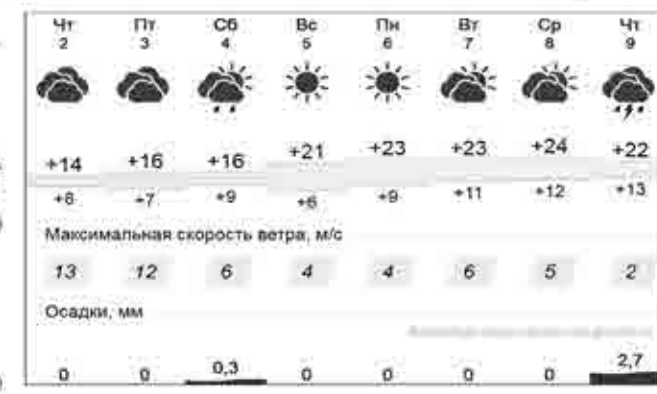 Чт Пт Сб Вс Пн Вт Ср Чт
2 3 4 5 6 7 8 9
+14 +16 +16 +21 +23 +23 +24 +22
+8 +7 +9 +6 +9 +11 +12 +13
Максимальная скорость ветра, м/с
13 12 6 4 4 6 5 2
Осадки, мм
0 0 0,3 0 0 0 0 2,7